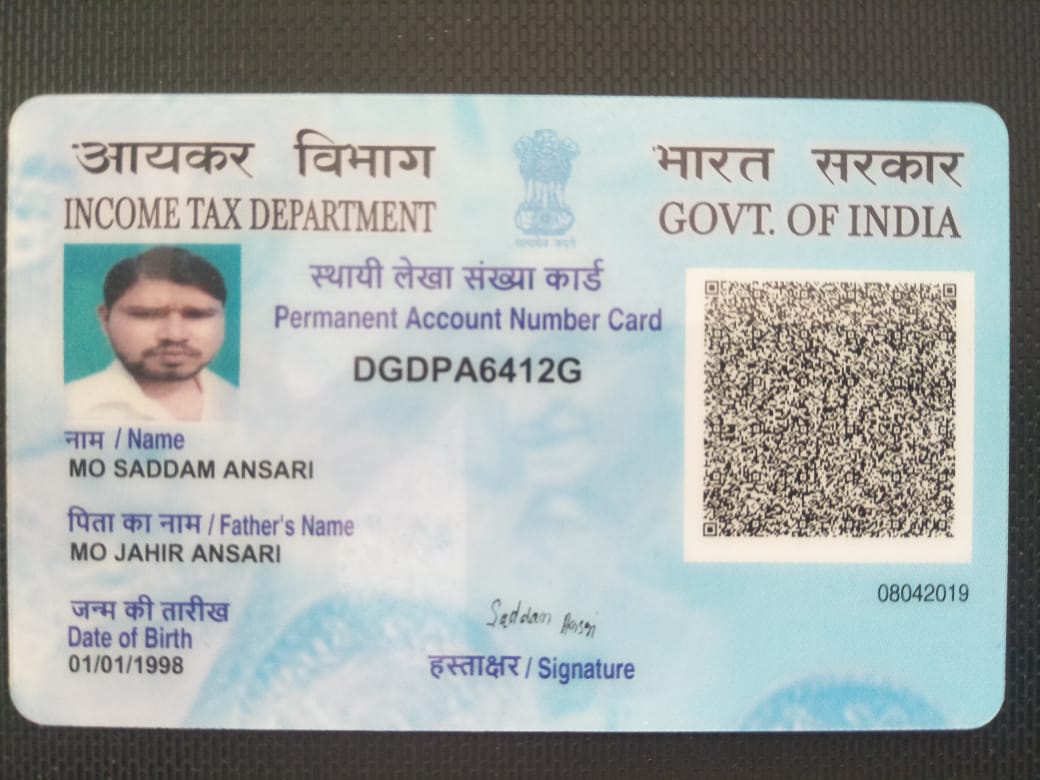 आयकर विभाग
INCOME TAX DEPARTMENT
भारत सरकार
GOVT. OF INDIA
सत्यमेव जयते
स्थायी लेखा संख्या कार्ड
Permanent Account Number Card
DGDPA6412G
नाम / Name
MO SADDAM ANSARI
पिता का नाम / Father's Name
MO JAHIR ANSARI
जन्म की तारीख
Date of Birth
01/01/1998
Saddam Ansari
हस्ताक्षर / Signature
08042019